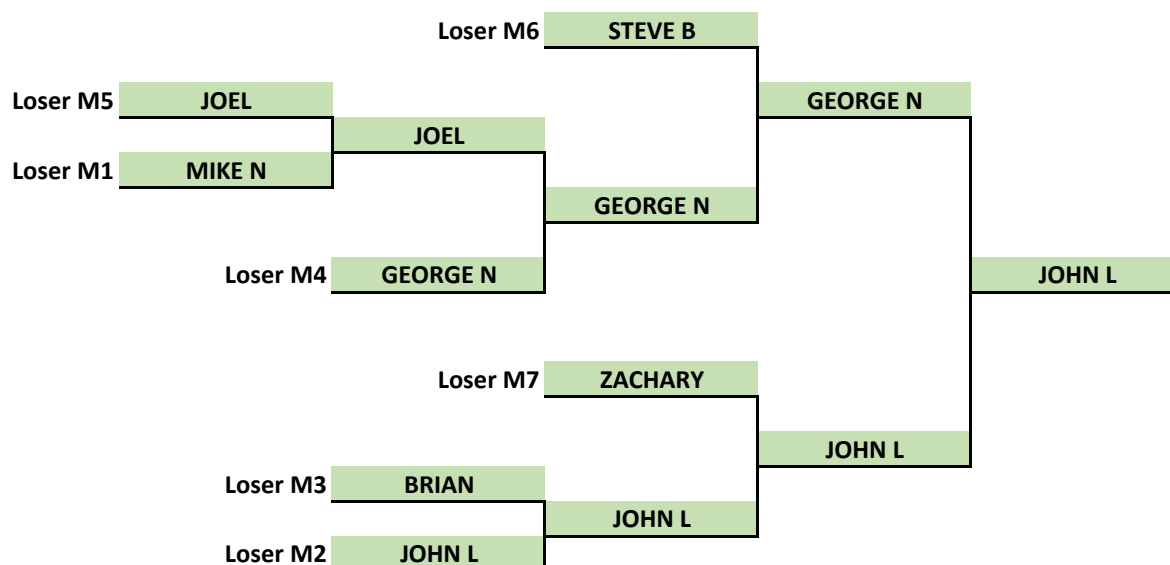 Loser M6 STEVE B
Loser M5 JOEL GEORGE N
JOEL
Loser M1 MIKE N
GEORGE N
Loser M4 GEORGE N JOHN L
Loser M7 ZACHARY
JOHN L
Loser M3 BRIAN
JOHN L
Loser M2 JOHN L